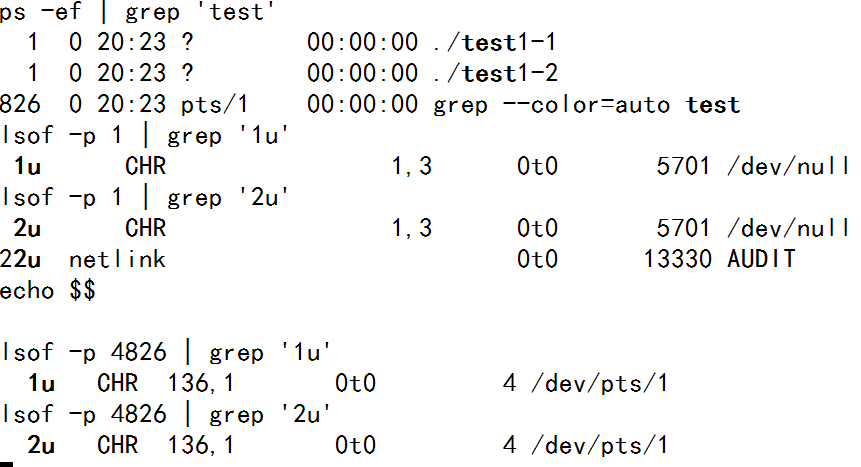 ps -ef | grep 'test'
1 0 20:23 ? 00:00:00 ./test1-1
1 0 20:23 ? 00:00:00 ./test1-2
826 0 20:23 pts/1 00:00:00 grep --color=auto test
lsof -p 1 | grep '1u'
1u CHR 1,3 0t0 5701 /dev/null
lsof -p 1 | grep '2u'
2u CHR 1,3 0t0 5701 /dev/null
22u netlink 0t0 13330 AUDIT
echo $$
lsof -p 4826 | grep '1u'
1u CHR 136,1 0t0 4 /dev/pts/1
lsof -p 4826 | grep '2u'
2u CHR 136,1 0t0 4 /dev/pts/1